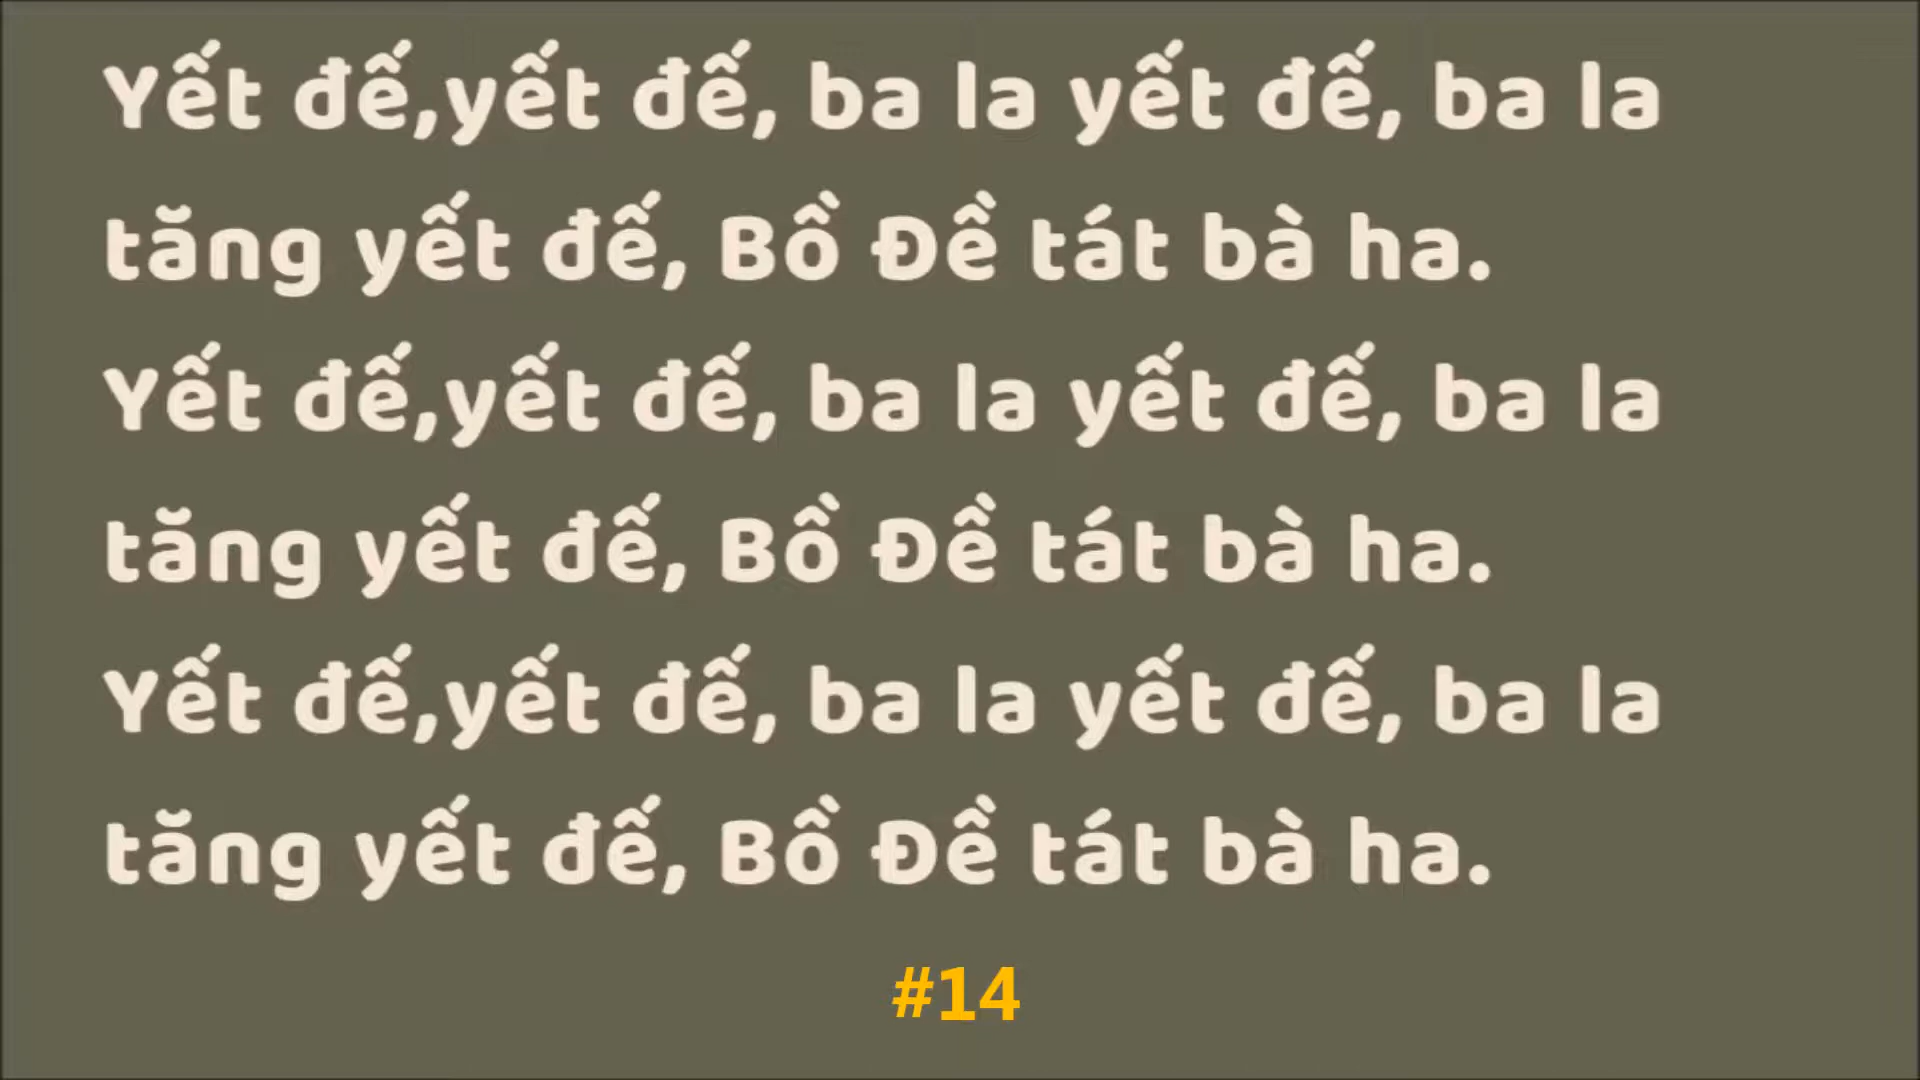 Yết đế,yết đế, ba la yết đế, ba la
tăng yết đế, Bồ Đề tát bà ha.
Yết đế,yết đế, ba la yết đế, ba la
tăng yết đế, Bồ Đề tát bà ha.
Yết đế,yết đế, ba la yết đế, ba la
tăng yết đế, Bồ Đề tát bà ha.
#14